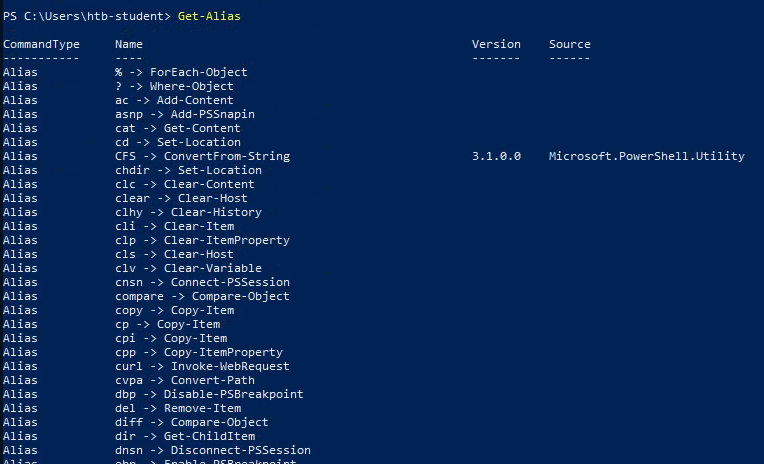 PS C:\Users\htb-student> Get-Alias
CommandType Name Version Source
----------- ---- ------- ------
Alias % -> ForEach-Object
Alias ? -> Where-Object
Alias ac -> Add-Content
Alias asnp -> Add-PSSnapin
Alias cat -> Get-Content
Alias cd -> Set-Location
Alias CFS -> ConvertFrom-String 3.1.0.0 Microsoft.PowerShell.Utility
Alias chdir -> Set-Location
Alias clc -> Clear-Content
Alias clear -> Clear-Host
Alias clhy -> Clear-History
Alias cli -> Clear-Item
Alias clp -> Clear-ItemProperty
Alias cls -> Clear-Host
Alias clv -> Clear-Variable
Alias cnsn -> Connect-PSSession
Alias compare -> Compare-Object
Alias copy -> Copy-Item
Alias cp -> Copy-Item
Alias cpi -> Copy-Item
Alias cpp -> Copy-ItemProperty
Alias curl -> Invoke-WebRequest
Alias cvpa -> Convert-Path
Alias dbp -> Disable-PSBreakpoint
Alias del -> Remove-Item
Alias diff -> Compare-Object
Alias dir -> Get-ChildItem
Alias dnsn -> Disconnect-PSSession
Alias ebp -> Enable-PSBreakpoint